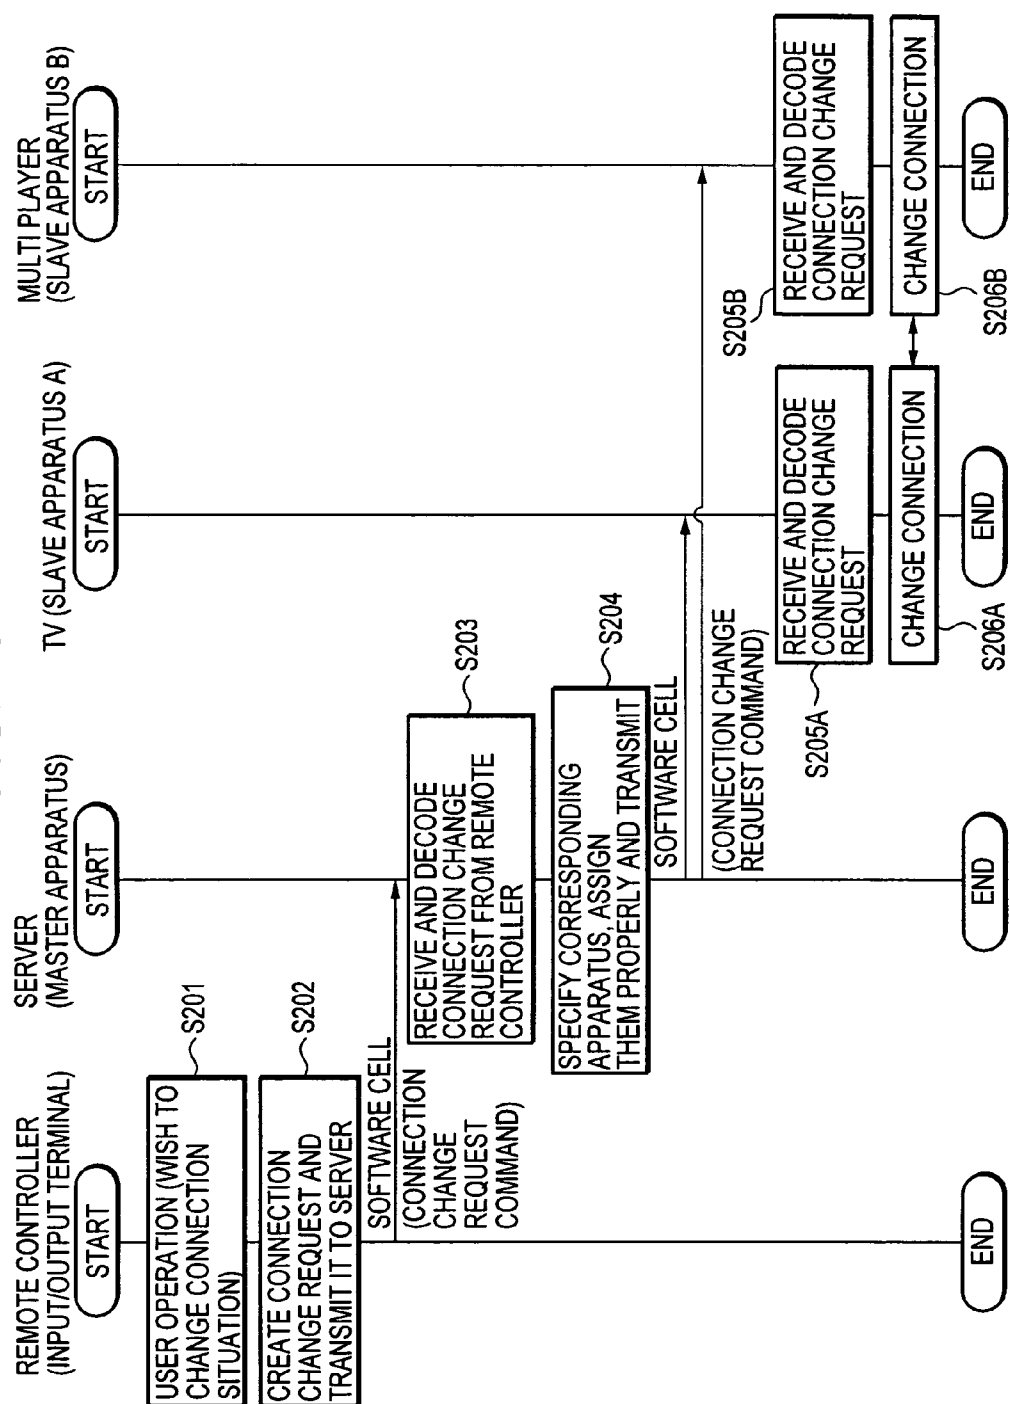 REMOTE CONTROLLER
(INPUT/OUTPUT TERMINAL)
START
USER OPERATION (WISH TO
CHANGE CONNECTION
SITUATION)
S201
CREATE CONNECTION
CHANGE REQUEST AND
TRANSMIT IT TO SERVER
S202
SOFTWARE CELL
(CONNECTION
CHANGE
REQUEST
COMMAND)
END
SERVER
(MASTER APPARATUS)
START
RECEIVE AND DECODE
CONNECTION CHANGE
REQUEST FROM REMOTE
CONTROLLER
S203
SPECIFY CORRESPONDING
APPARATUS, ASSIGN
THEM PROPERLY AND TRANSMIT
S204
SOFTWARE CELL
(CONNECTION CHANGE
REQUEST COMMAND)
END
TV (SLAVE APPARATUS A)
START
RECEIVE AND DECODE
CONNECTION CHANGE
REQUEST
S205A
CHANGE CONNECTION
S206A
END
MULTI PLAYER
(SLAVE APPARATUS B)
START
RECEIVE AND DECODE
CONNECTION CHANGE
REQUEST
S205B
CHANGE CONNECTION
S206B
END